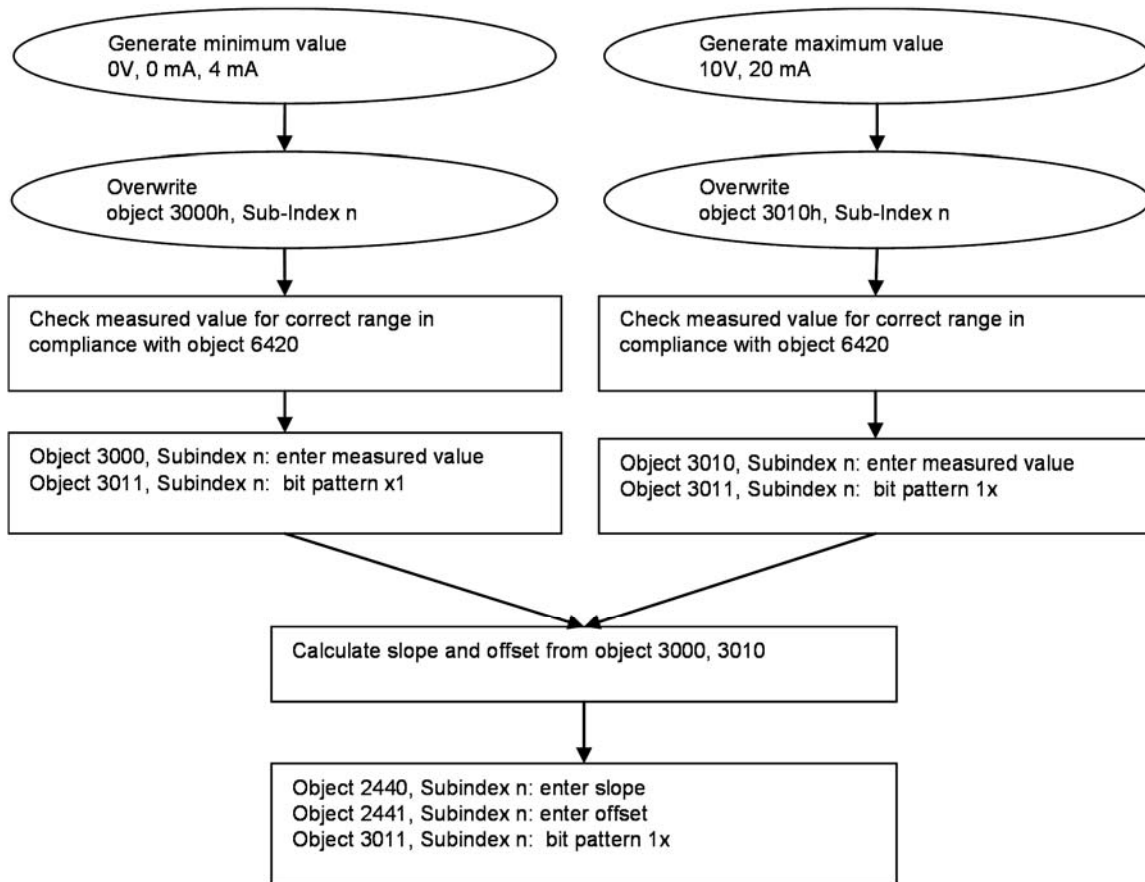 Generate minimum value
0V, 0 mA, 4 mA
Generate maximum value
10V, 20 mA
Overwrite
object 3000h, Sub-Index n
Overwrite
object 3010h, Sub-Index n
Check measured value for correct range in
compliance with object 6420
Check measured value for correct range in
compliance with object 6420
Object 3000, Subindex n: enter measured value
Object 3011, Subindex n: bit pattern x1
Object 3010, Subindex n: enter measured value
Object 3011, Subindex n: bit pattern 1x
Calculate slope and offset from object 3000, 3010
Object 2440, Subindex n: enter slope
Object 2441, Subindex n: enter offset
Object 3011, Subindex n: bit pattern 1x